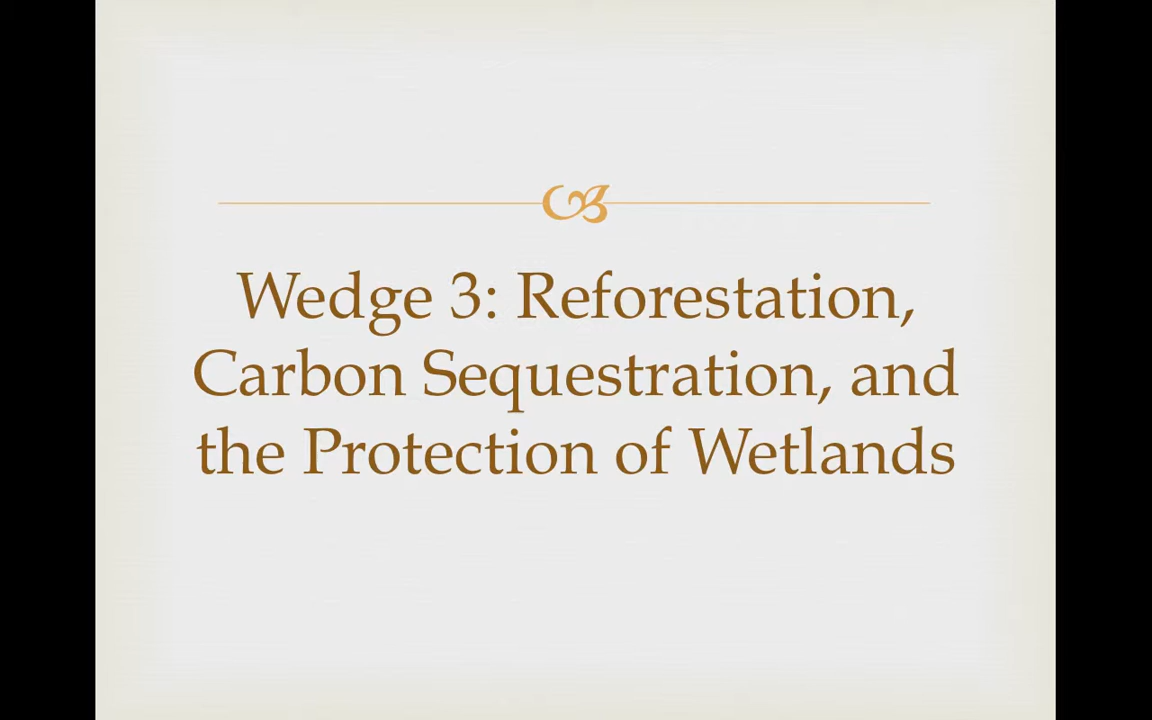 Wedge 3: Reforestation,
Carbon Sequestration, and
the Protection of Wetlands